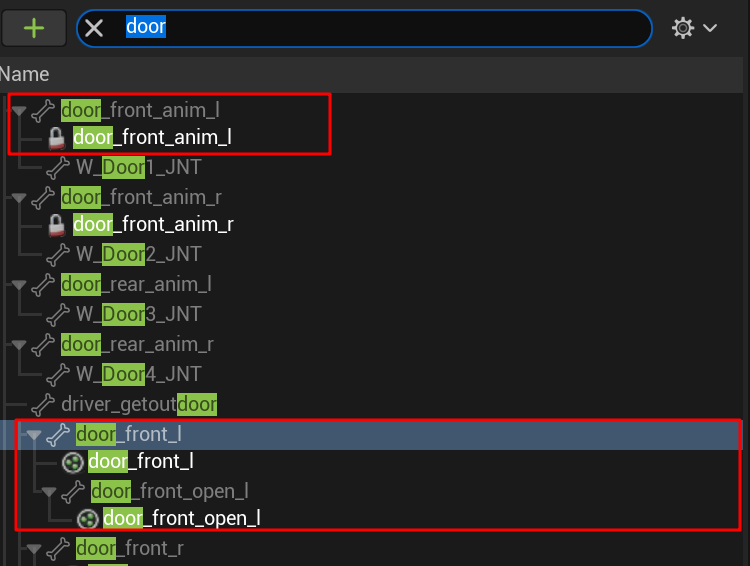 door
Name
door_front_anim_l
door_front_anim_l
W_Door1_JNT
door_front_anim_r
door_front_anim_r
W_Door2_JNT
door_rear_anim_l
W_Door3_JNT
door_rear_anim_r
W_Door4_JNT
driver_getoutdoor
door_front_l
door_front_l
door_front_open_l
door_front_open_l
door_front_r